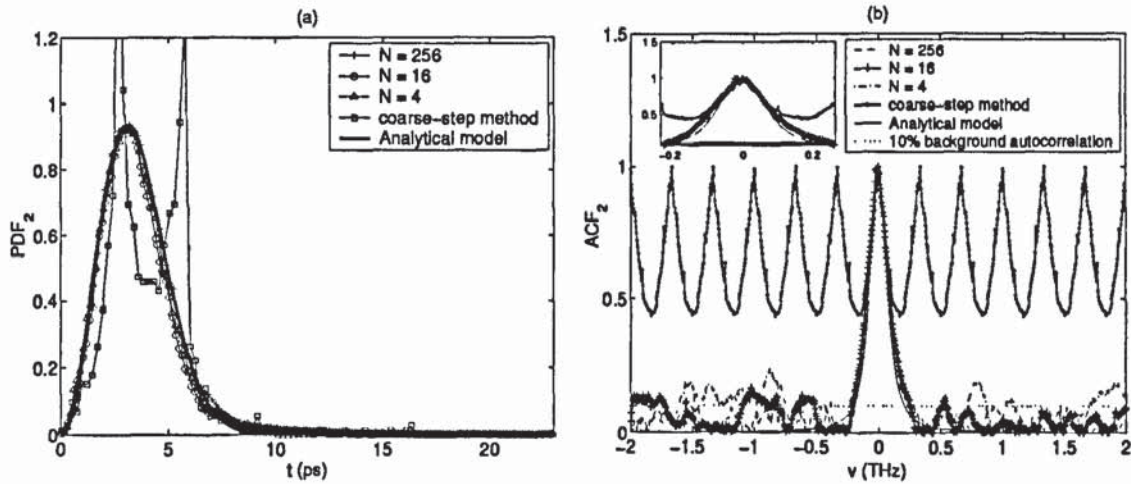 (a)
1.2
1
0.8
0.6
0.4
0.2
0
PDF2
0
5
10
15
20
t (ps)
N = 256
N = 16
N = 4
coarse-step method
Analytical model
(b)
1.5
1
0.5
0
ACF2
-2
-1.5
-1
-0.5
0
0.5
1
1.5
2
v (THz)
1.5
1
0.5
-0.2
0
0.2
N = 256
N = 16
N = 4
coarse-step method
Analytical model
10% background autocorrelation